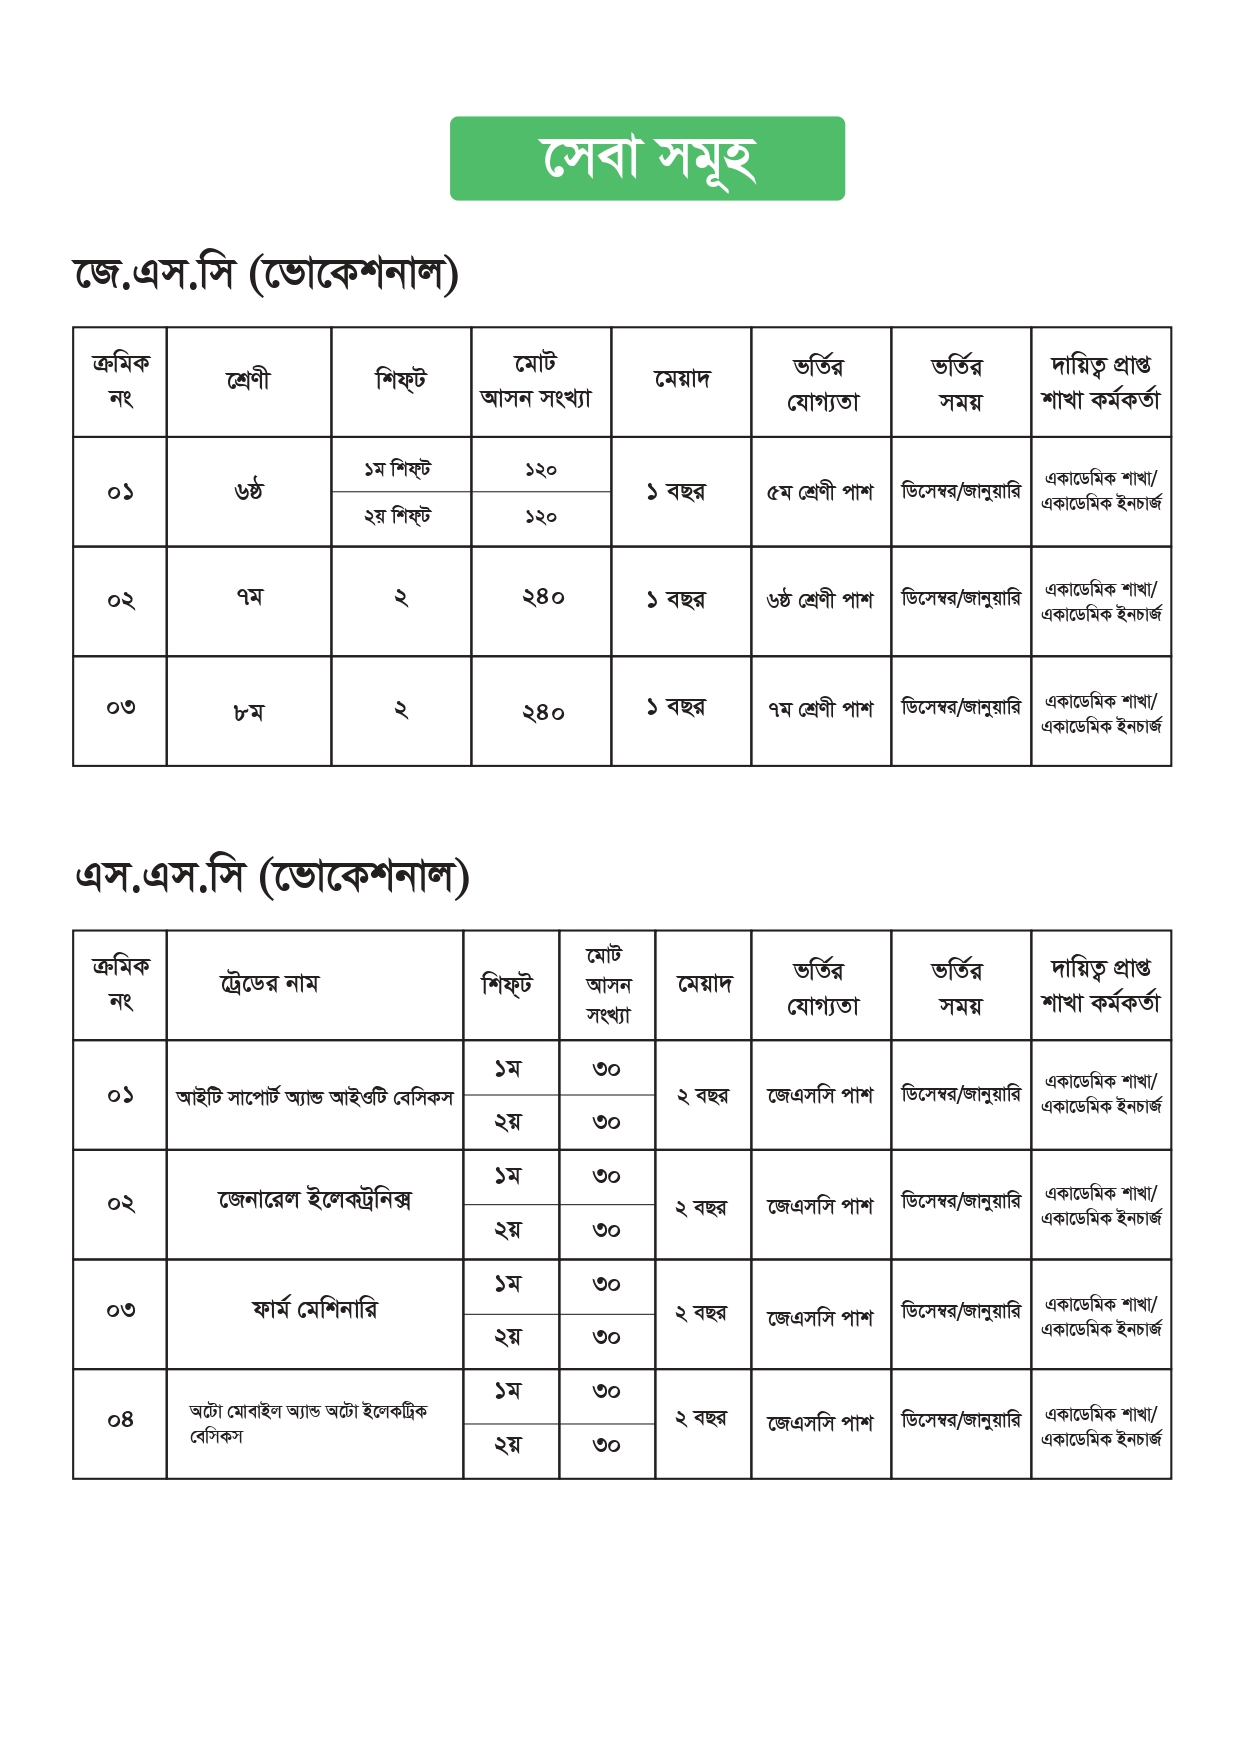 সেবা সমূহ
জে.এস.সি (ভোকেশনাল)
ক্রমিক নং শ্রেণী শিফ্ট মোট আসন সংখ্যা মেয়াদ ভর্তির যোগ্যতা ভর্তির সময় দায়িত্ব প্রাপ্ত শাখা কর্মকর্তা
০১ ৬ষ্ঠ ১ম শিফ্ট ১২০ ১ বছর ৫ম শ্রেণী পাশ ডিসেম্বর/জানুয়ারি একাডেমিক শাখা/ একাডেমিক ইনচার্জ
২য় শিফ্ট ১২০
০২ ৭ম ২ ২৪০ ১ বছর ৬ষ্ঠ শ্রেণী পাশ ডিসেম্বর/জানুয়ারি একাডেমিক শাখা/ একাডেমিক ইনচার্জ
০৩ ৮ম ২ ২৪০ ১ বছর ৭ম শ্রেণী পাশ ডিসেম্বর/জানুয়ারি একাডেমিক শাখা/ একাডেমিক ইনচার্জ
এস.এস.সি (ভোকেশনাল)
ক্রমিক নং ট্রেডের নাম শিফ্ট মোট আসন সংখ্যা মেয়াদ ভর্তির যোগ্যতা ভর্তির সময় দায়িত্ব প্রাপ্ত শাখা কর্মকর্তা
০১ আইটি সাপোর্ট অ্যান্ড আইওটি বেসিকস ১ম ৩০ ২ বছর জেএসসি পাশ ডিসেম্বর/জানুয়ারি একাডেমিক শাখা/ একাডেমিক ইনচার্জ
২য় ৩০
০২ জেনারেল ইলেকট্রনিক্স ১ম ৩০ ২ বছর জেএসসি পাশ ডিসেম্বর/জানুয়ারি একাডেমিক শাখা/ একাডেমিক ইনচার্জ
২য় ৩০
০৩ ফার্ম মেশিনারি ১ম ৩০ ২ বছর জেএসসি পাশ ডিসেম্বর/জানুয়ারি একাডেমিক শাখা/ একাডেমিক ইনচার্জ
২য় ৩০
০৪ অটো মোবাইল অ্যান্ড অটো ইলেকট্রিক বেসিকস ১ম ৩০ ২ বছর জেএসসি পাশ ডিসেম্বর/জানুয়ারি একাডেমিক শাখা/ একাডেমিক ইনচার্জ
২য় ৩০